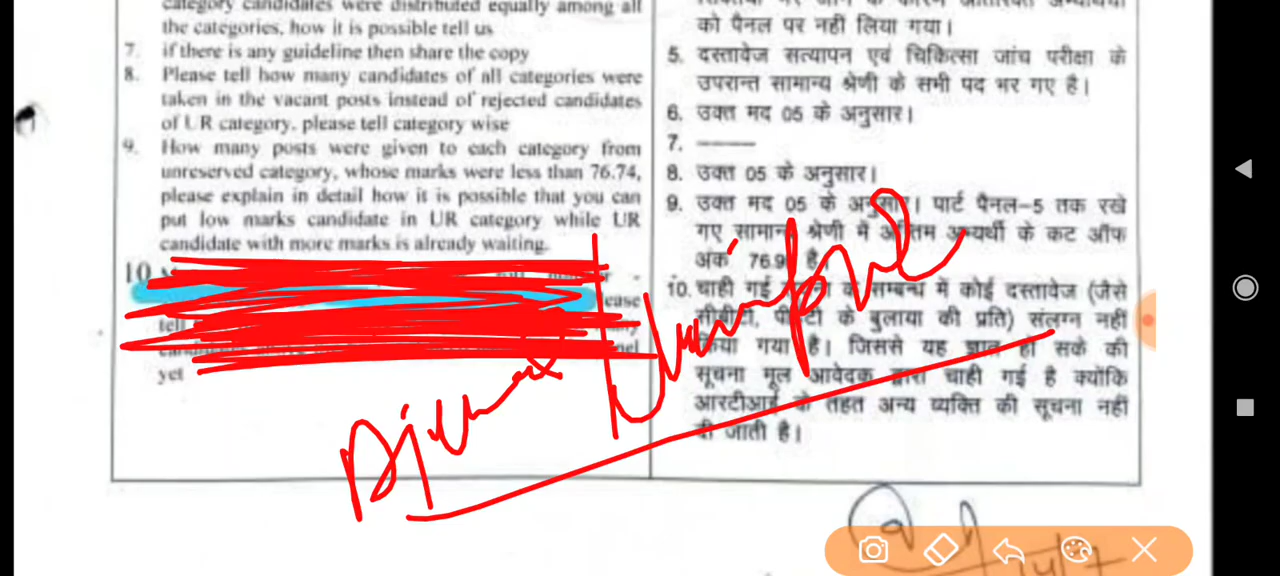 category candidates were distributed equally among all
the categories, how it is possible tell us
7. if there is any guideline then share the copy
8. Please tell how many candidates of all categories were
taken in the vacant posts instead of rejected candidates
of UR category, please tell category wise
9. How many posts were given to each category from
unreserved category, whose marks were less than 76.74,
please explain in detail how it is possible that you can
put low marks candidate in UR category while UR
candidate with more marks is already waiting.
10
ease
tell
yet
को पैनल पर नहीं लिया गया।
5. दस्तावेज सत्यापन एवं चिकित्सा जांच परीक्षा के
उपरान्त सामान्य श्रेणी के सभी पद भर गए है।
6. उक्त मद 05 के अनुसार।
7. -----
8. उक्त 05 के अनुसार।
9. उक्त मद 05 के अनुसार। पार्ट पैनल-5 तक रखे
गए सामान्य श्रेणी में अंतिम अभ्यर्थी के कट ऑफ
अंक 76.9 है।
10. चाही गई के सम्बन्ध में कोई दस्तावेज (जैसे
सीबीटी, के बुलाया की प्रति) संलग्न नहीं
किया गया है। जिससे यह ज्ञात हो सके की
सूचना मूल आवेदक द्वारा चाही गई है क्योंकि
आरटीआई के तहत अन्य व्यक्ति की सूचना नहीं
दी जाती है।